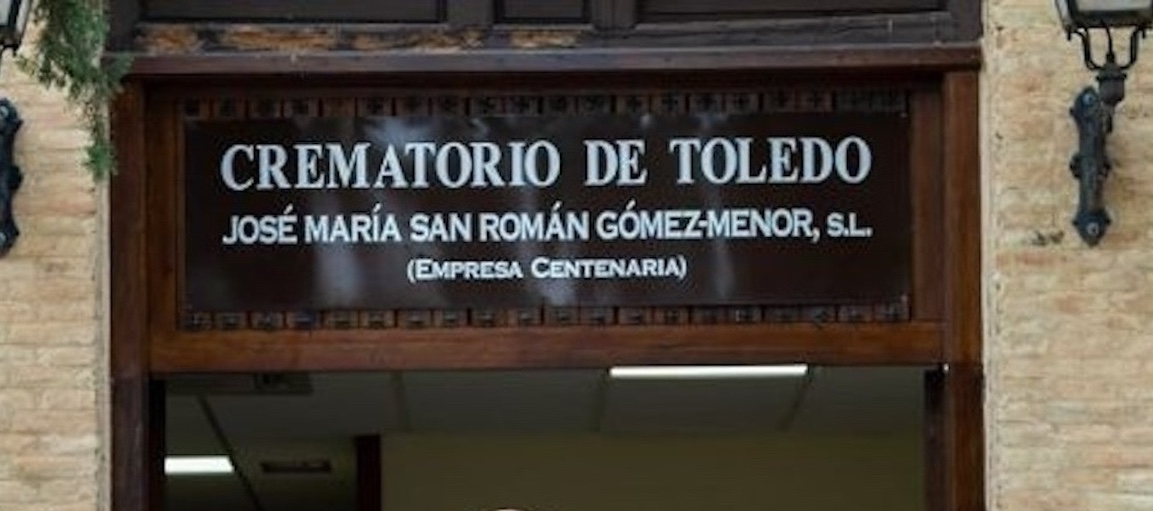 CREMATORIO DE TOLEDO
JOSÉ MARÍA SAN ROMÁN GÓMEZ-MENOR, S.L.
(EMPRESA CENTENARIA)